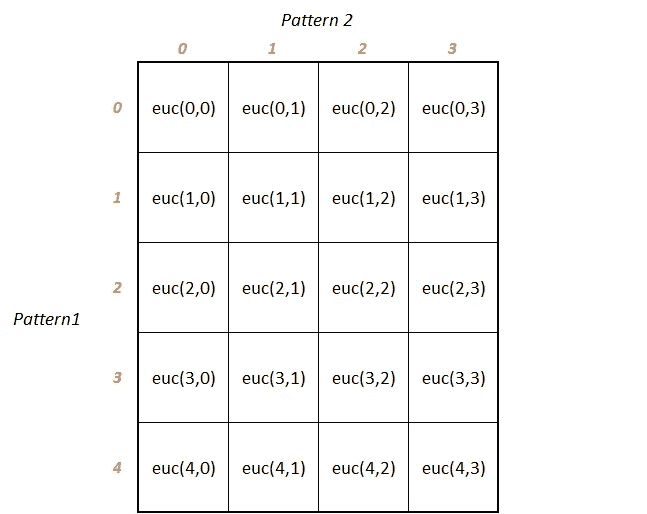 Pattern 2
0 1 2 3
0 euc(0,0) euc(0,1) euc(0,2) euc(0,3)
1 euc(1,0) euc(1,1) euc(1,2) euc(1,3)
2 euc(2,0) euc(2,1) euc(2,2) euc(2,3)
Pattern1
3 euc(3,0) euc(3,1) euc(3,2) euc(3,3)
4 euc(4,0) euc(4,1) euc(4,2) euc(4,3)